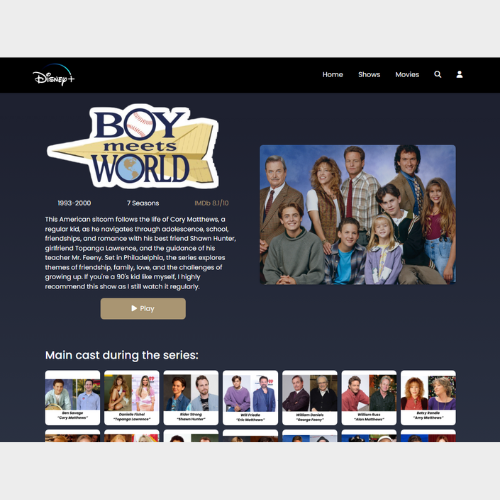 Disney+
Home Shows Movies
BOY
meets
WORLD
1993-2000 7 Seasons IMDb 8.1/10
This American sitcom follows the life of Cory Matthews, a
regular kid, as he navigates through adolescence, school,
friendships, and romance with his best friend Shawn Hunter,
girlfriend Topanga Lawrence, and the guidance of his
teacher Mr. Feeny. Set in Philadelphia, the series explores
themes of friendship, family, love, and the challenges of
growing up. If you're a 90's kid like myself, I highly
recommend this show as I still watch it regularly.
Play
Main cast during the series:
Ben Savage Danielle Fishel Rider Strong Will Friedle William Daniels William Russ Betsy Randle
"Cory Matthews" "Topanga Lawrence" "Shawn Hunter" "Eric Matthews" "George Feeny" "Alan Matthews" "Amy Matthews"